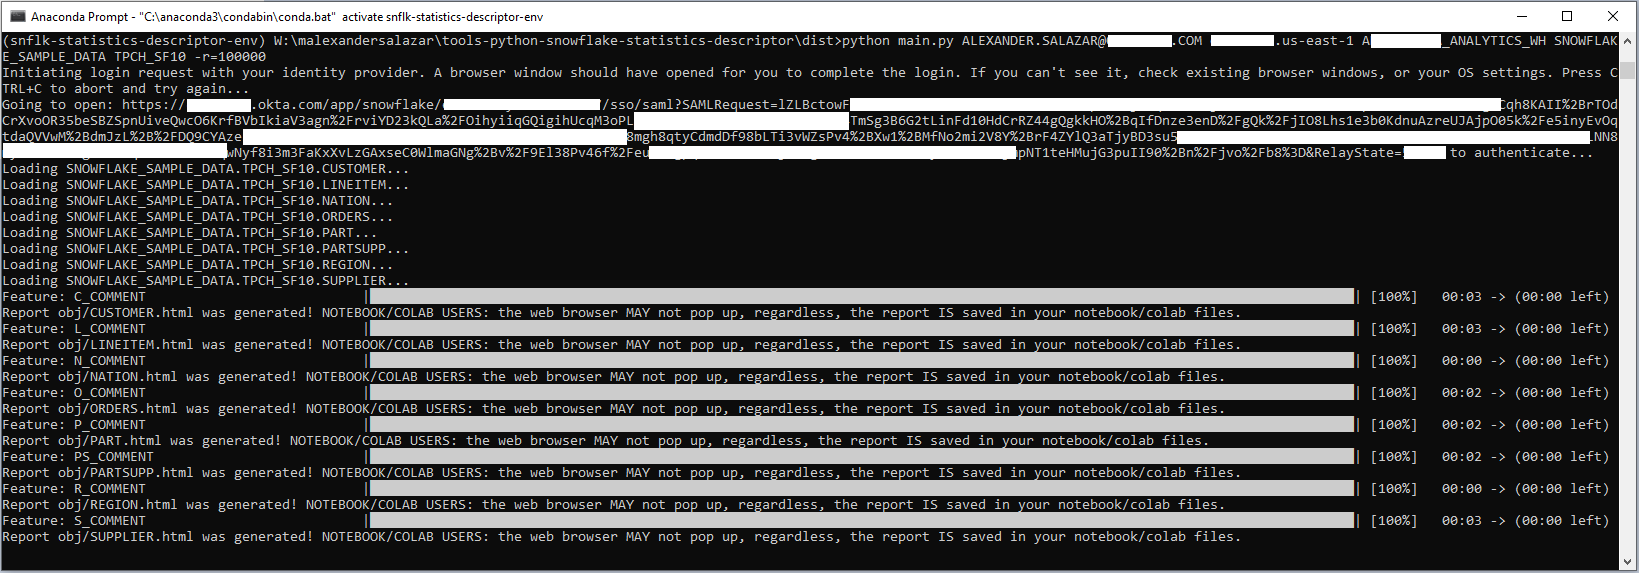 Anaconda Prompt - "C:\anaconda3\condabin\conda.bat" activate snflk-statistics-descriptor-env
(snflk-statistics-descriptor-env) W:\malexandersalazar\tools-python-snowflake-statistics-descriptor\dist>python main.py ALEXANDER.SALAZAR@ .COM .us-east-1 A _ANALYTICS_WH SNOWFLAK
E_SAMPLE_DATA TPCH_SF10 -r=100000
Initiating login request with your identity provider. A browser window should have opened for you to complete the login. If you can't see it, check existing browser windows, or your OS settings. Press C
TRL+C to abort and try again...
Going to open: https:// .okta.com/app/snowflake/ /sso/saml?SAMLRequest=lZLBctowF qh8KAII%2BrTOd
CrXvoOR35beSBZSpnUiveQwcO6KrfBVbIkiaV3agn%2FrviYD23kQLa%2FOihyiiqGQigihUcqM3oPL TmSg3B6G2tLinFd10HdCrRZ44gQgkkHO%2BqIfDnze3enD%2FgQk%2FjIO8Lhs1e3b0KdnuAzreUJAjpO05k%2Fe5inyEvOq
tdaQVVwM%2BdmJzL%2B%2FDQ9CYAze 8mgh8qtyCdmdDf98bLTi3vWZsPv4%2BXw1%2BMfNo2mi2V8Y%2BrF4ZYlQ3aTjyBD3su5 LNN8
wNyf8i3m3FaKxXvLzGAxseC0WlmaGNg%2Bv%2F9El38Pv46f%2Feu pNT1teHMujG3puII90%2Bn%2Fjvo%2Fb8%3D&RelayState= to authenticate...
Loading SNOWFLAKE_SAMPLE_DATA.TPCH_SF10.CUSTOMER...
Loading SNOWFLAKE_SAMPLE_DATA.TPCH_SF10.LINEITEM...
Loading SNOWFLAKE_SAMPLE_DATA.TPCH_SF10.NATION...
Loading SNOWFLAKE_SAMPLE_DATA.TPCH_SF10.ORDERS...
Loading SNOWFLAKE_SAMPLE_DATA.TPCH_SF10.PART...
Loading SNOWFLAKE_SAMPLE_DATA.TPCH_SF10.PARTSUPP...
Loading SNOWFLAKE_SAMPLE_DATA.TPCH_SF10.REGION...
Loading SNOWFLAKE_SAMPLE_DATA.TPCH_SF10.SUPPLIER...
Feature: C_COMMENT | | [100%] 00:03 -> (00:00 left)
Report obj/CUSTOMER.html was generated! NOTEBOOK/COLAB USERS: the web browser MAY not pop up, regardless, the report IS saved in your notebook/colab files.
Feature: L_COMMENT | | [100%] 00:03 -> (00:00 left)
Report obj/LINEITEM.html was generated! NOTEBOOK/COLAB USERS: the web browser MAY not pop up, regardless, the report IS saved in your notebook/colab files.
Feature: N_COMMENT | | [100%] 00:00 -> (00:00 left)
Report obj/NATION.html was generated! NOTEBOOK/COLAB USERS: the web browser MAY not pop up, regardless, the report IS saved in your notebook/colab files.
Feature: O_COMMENT | | [100%] 00:02 -> (00:00 left)
Report obj/ORDERS.html was generated! NOTEBOOK/COLAB USERS: the web browser MAY not pop up, regardless, the report IS saved in your notebook/colab files.
Feature: P_COMMENT | | [100%] 00:02 -> (00:00 left)
Report obj/PART.html was generated! NOTEBOOK/COLAB USERS: the web browser MAY not pop up, regardless, the report IS saved in your notebook/colab files.
Feature: PS_COMMENT | | [100%] 00:02 -> (00:00 left)
Report obj/PARTSUPP.html was generated! NOTEBOOK/COLAB USERS: the web browser MAY not pop up, regardless, the report IS saved in your notebook/colab files.
Feature: R_COMMENT | | [100%] 00:00 -> (00:00 left)
Report obj/REGION.html was generated! NOTEBOOK/COLAB USERS: the web browser MAY not pop up, regardless, the report IS saved in your notebook/colab files.
Feature: S_COMMENT | | [100%] 00:03 -> (00:00 left)
Report obj/SUPPLIER.html was generated! NOTEBOOK/COLAB USERS: the web browser MAY not pop up, regardless, the report IS saved in your notebook/colab files.